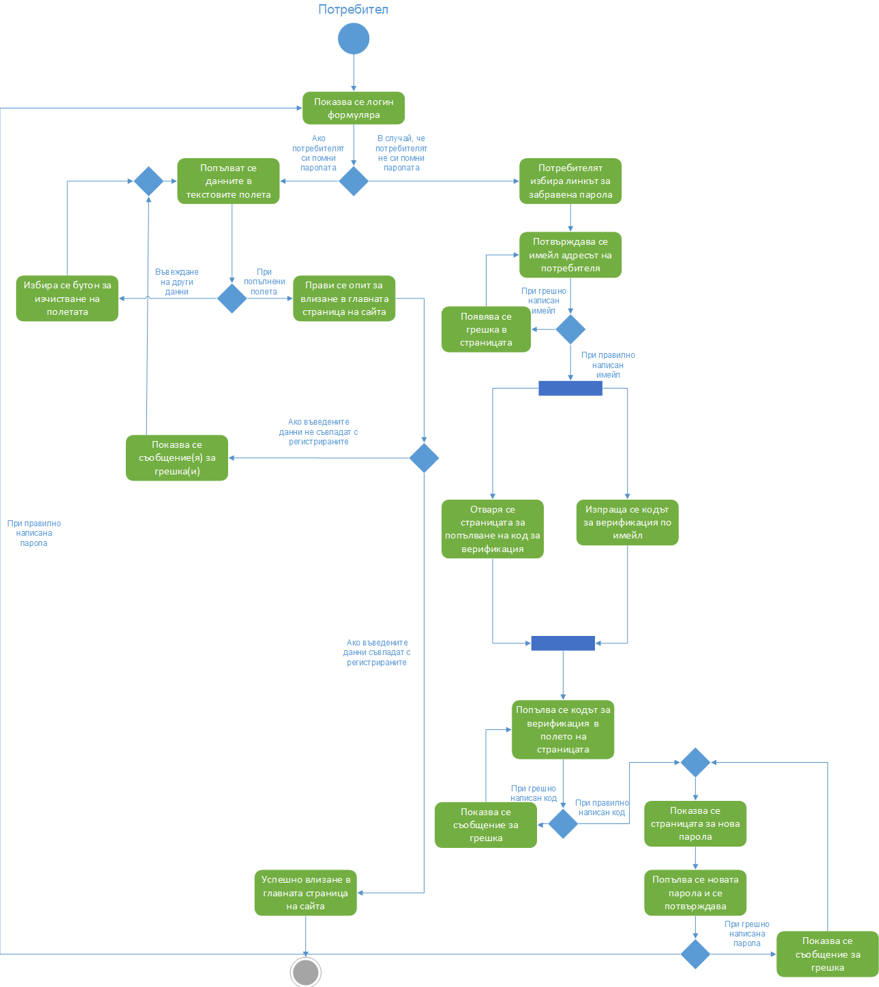 Потребител
Показва се логин
формуляра
Ако
потребителят
си помни
паролата
В случай, че
потребителят
не си помни
паролата
Попълват се
данните в
текстовите полета
Потребителят
избира линкът за
забравена парола
Потвърждава се
имейл адресът на
потребителя
Избира се бутон за
изчистване на
полетата
Въвеждане
на други
данни
При
попълнени
полета
Прави се опит за
влизане в главната
страница на сайта
При грешно
написан
имейл
Появява се
грешка в
страницата
При правилно
написан
имейл
Ако въведените
данни не съвпадат с
регистрираните
Показва се
съобщение(я) за
грешка(и)
При правилно
написана
парола
Отваря се
страницата за
попълване на код за
верификация
Изпраща се кодът
за верификация по
имейл
Ако въведените
данни съвпадат с
регистрираните
Попълва се кодът за
верификация в
полето на
страницата
При грешно
написан код
При правилно
написан код
Показва се
съобщение за
грешка
Показва се
страницата за нова
парола
Успешно влизане в
главната страница
на сайта
Попълва се новата
парола и се
потвърждава
При грешно
написана
парола
Показва се
съобщение за
грешка